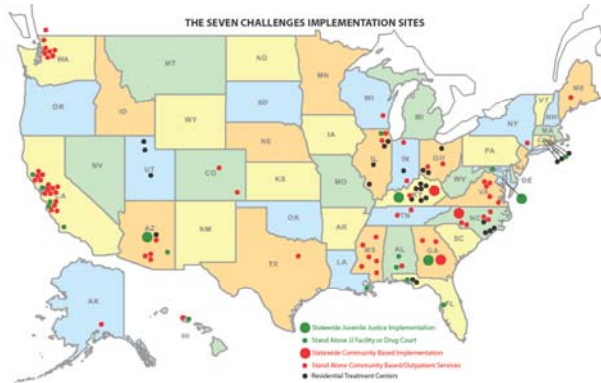 THE SEVEN CHALLENGES IMPLEMENTATION SITES
WA
MT
ND
MN
ME
OR
ID
SD
WI
MI
VT
NH
NY
MA
WY
IA
PA
NE
NV
UT
CO
IL
IN
OH
WV
DE
CA
KS
MO
KY
VA
AZ
NM
OK
AR
TN
NC
SC
TX
LA
MS
AL
GA
FL
AK
HI
Statewide Juvenile Justice Implementation
Stand Alone JJ Facility or Drug Court
Statewide Community Based Implementation
Stand Alone Community Based/Outpatient Services
Residential Treatment Centers